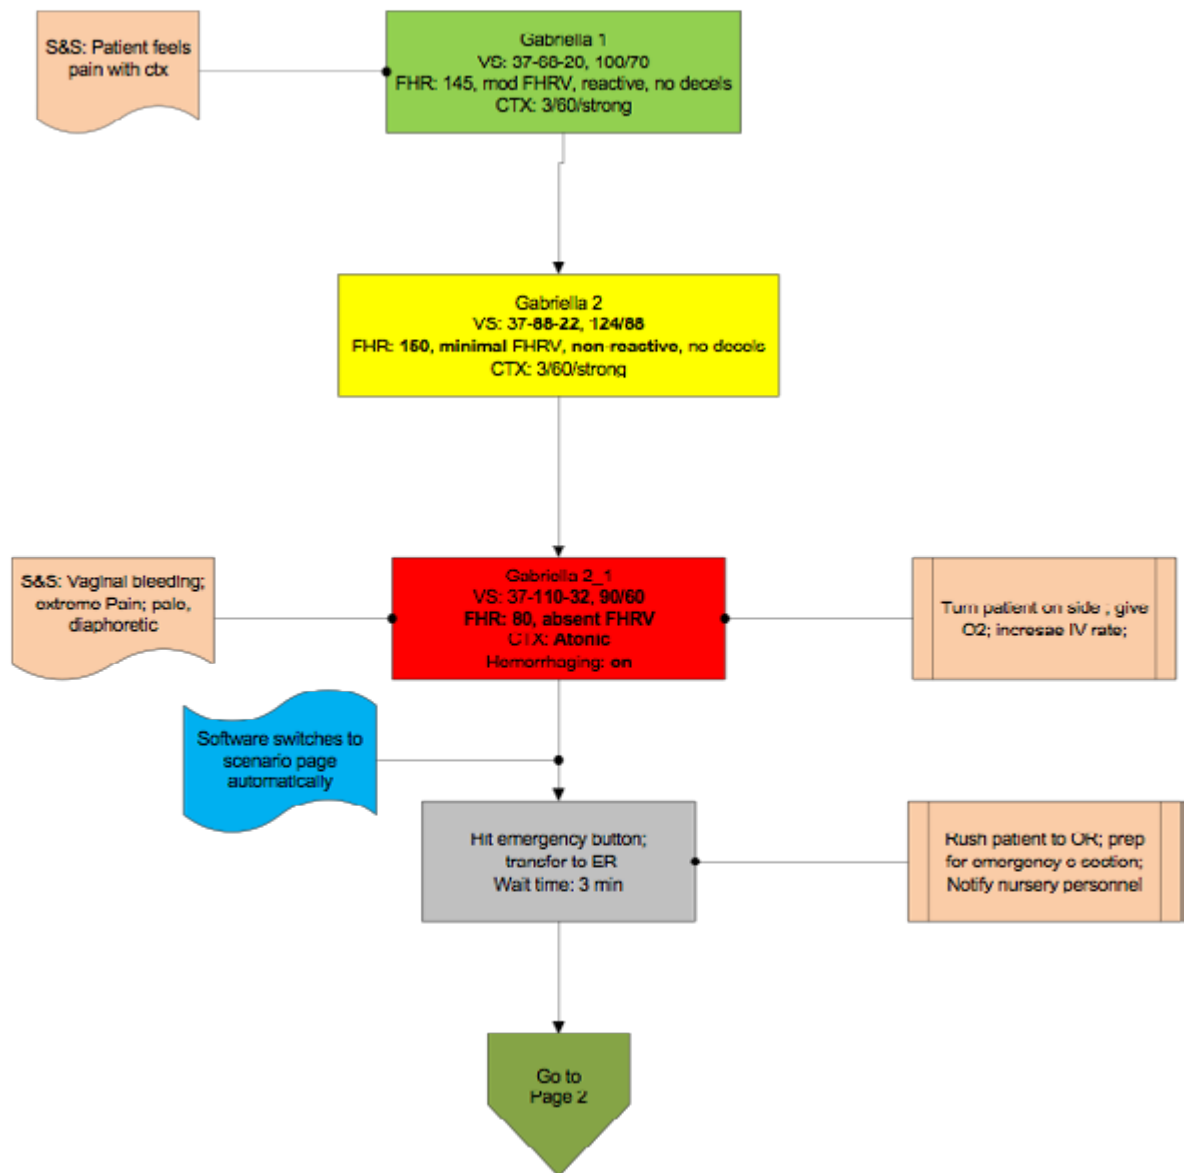 S&S: Patient feels
pain with ctx
Gabriella 1
VS: 37-68-20, 100/70
FHR: 145, mod FHRV, reactive, no decels
CTX: 3/60/strong
Gabriella 2
VS: 37-88-22, 124/88
FHR: 150, minimal FHRV, non-reactive, no decels
CTX: 3/60/strong
S&S: Vaginal bleeding;
extreme Pain; pale,
diaphoretic
Gabriella 2_1
VS: 37-110-32, 90/60
FHR: 80, absent FHRV
CTX: Atonic
Hemorrhaging: on
Turn patient on side ; give
O2; incresae IV rate;
Software switches to
scenario page
automatically
Hit emergency button;
transfer to ER
Wait time: 3 min
Rush patient to OR; prep
for emergency c-section;
Notify nursery personnel
Go to
Page 2